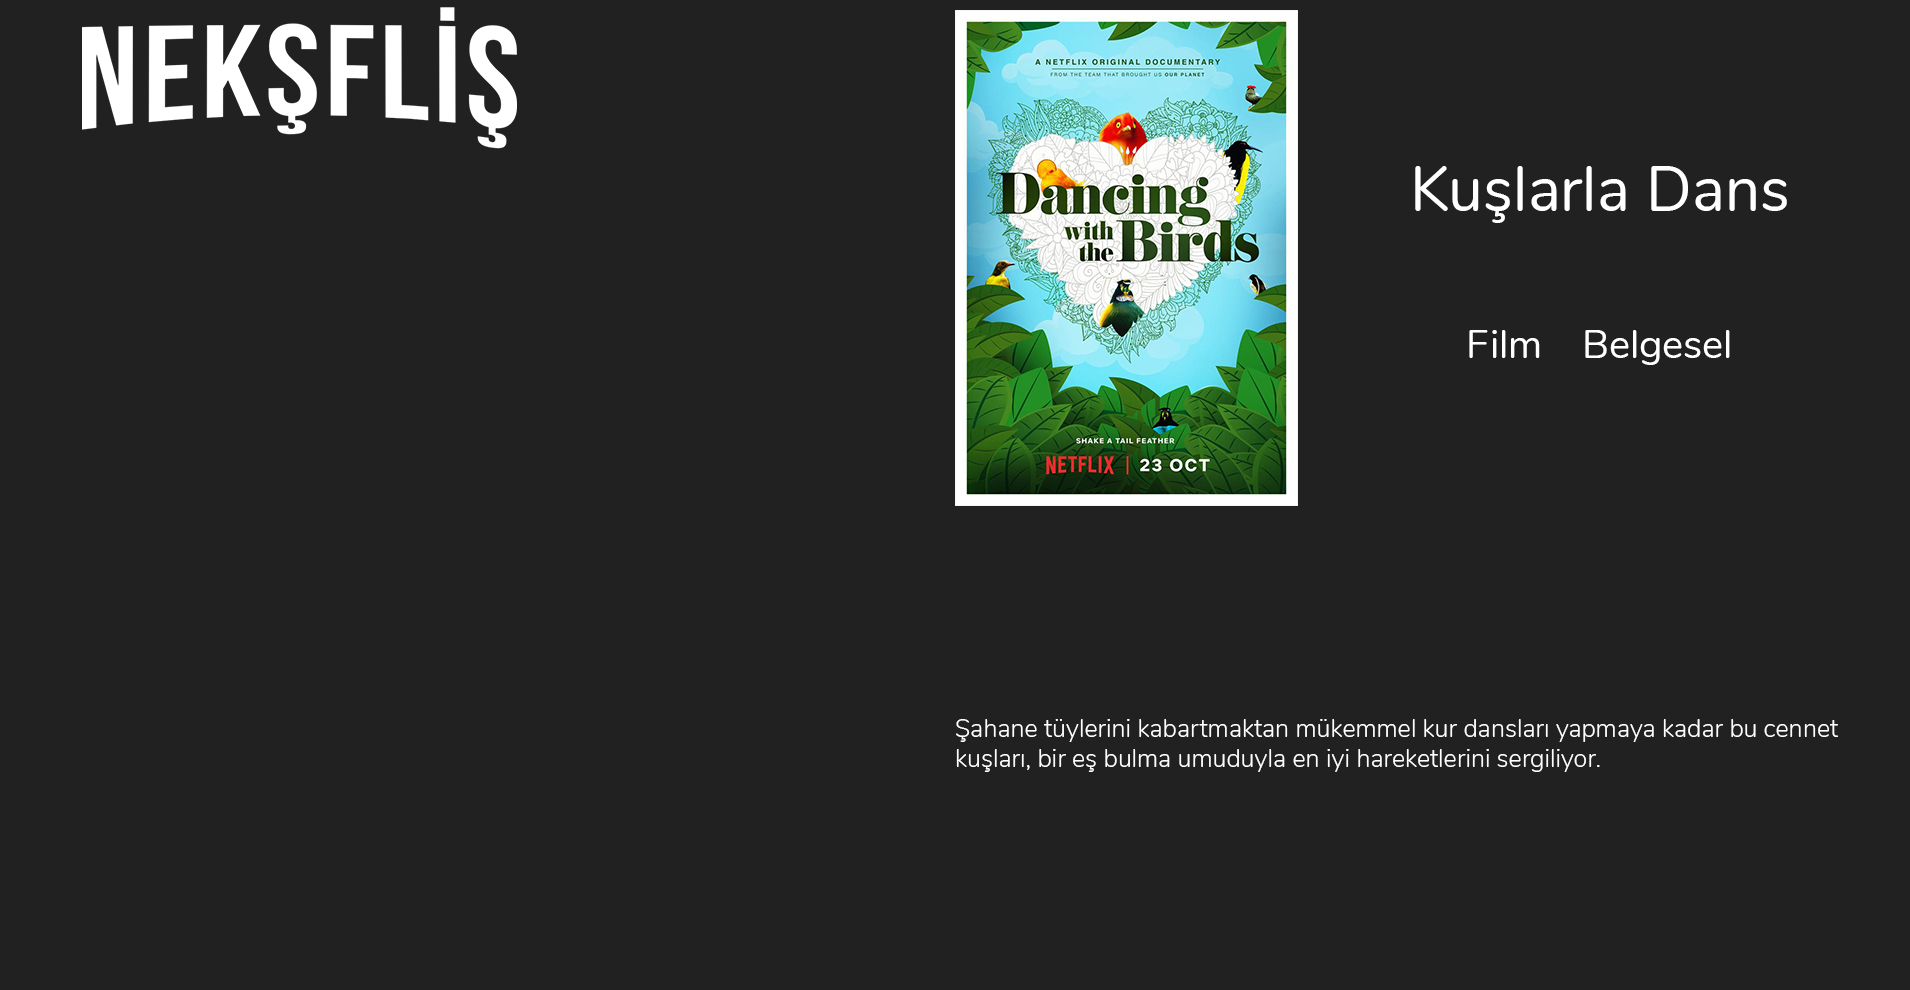 NEKŞFLİŞ
A NETFLIX ORIGINAL DOCUMENTARY
FROM THE TEAM THAT BROUGHT US OUR PLANET
Dancing
with
the Birds
SHAKE A TAIL FEATHER
NETFLIX | 23 OCT
Kuşlarla Dans
Film Belgesel
Şahane tüylerini kabartmaktan mükemmel kur dansları yapmaya kadar bu cennet
kuşları, bir eş bulma umuduyla en iyi hareketlerini sergiliyor.